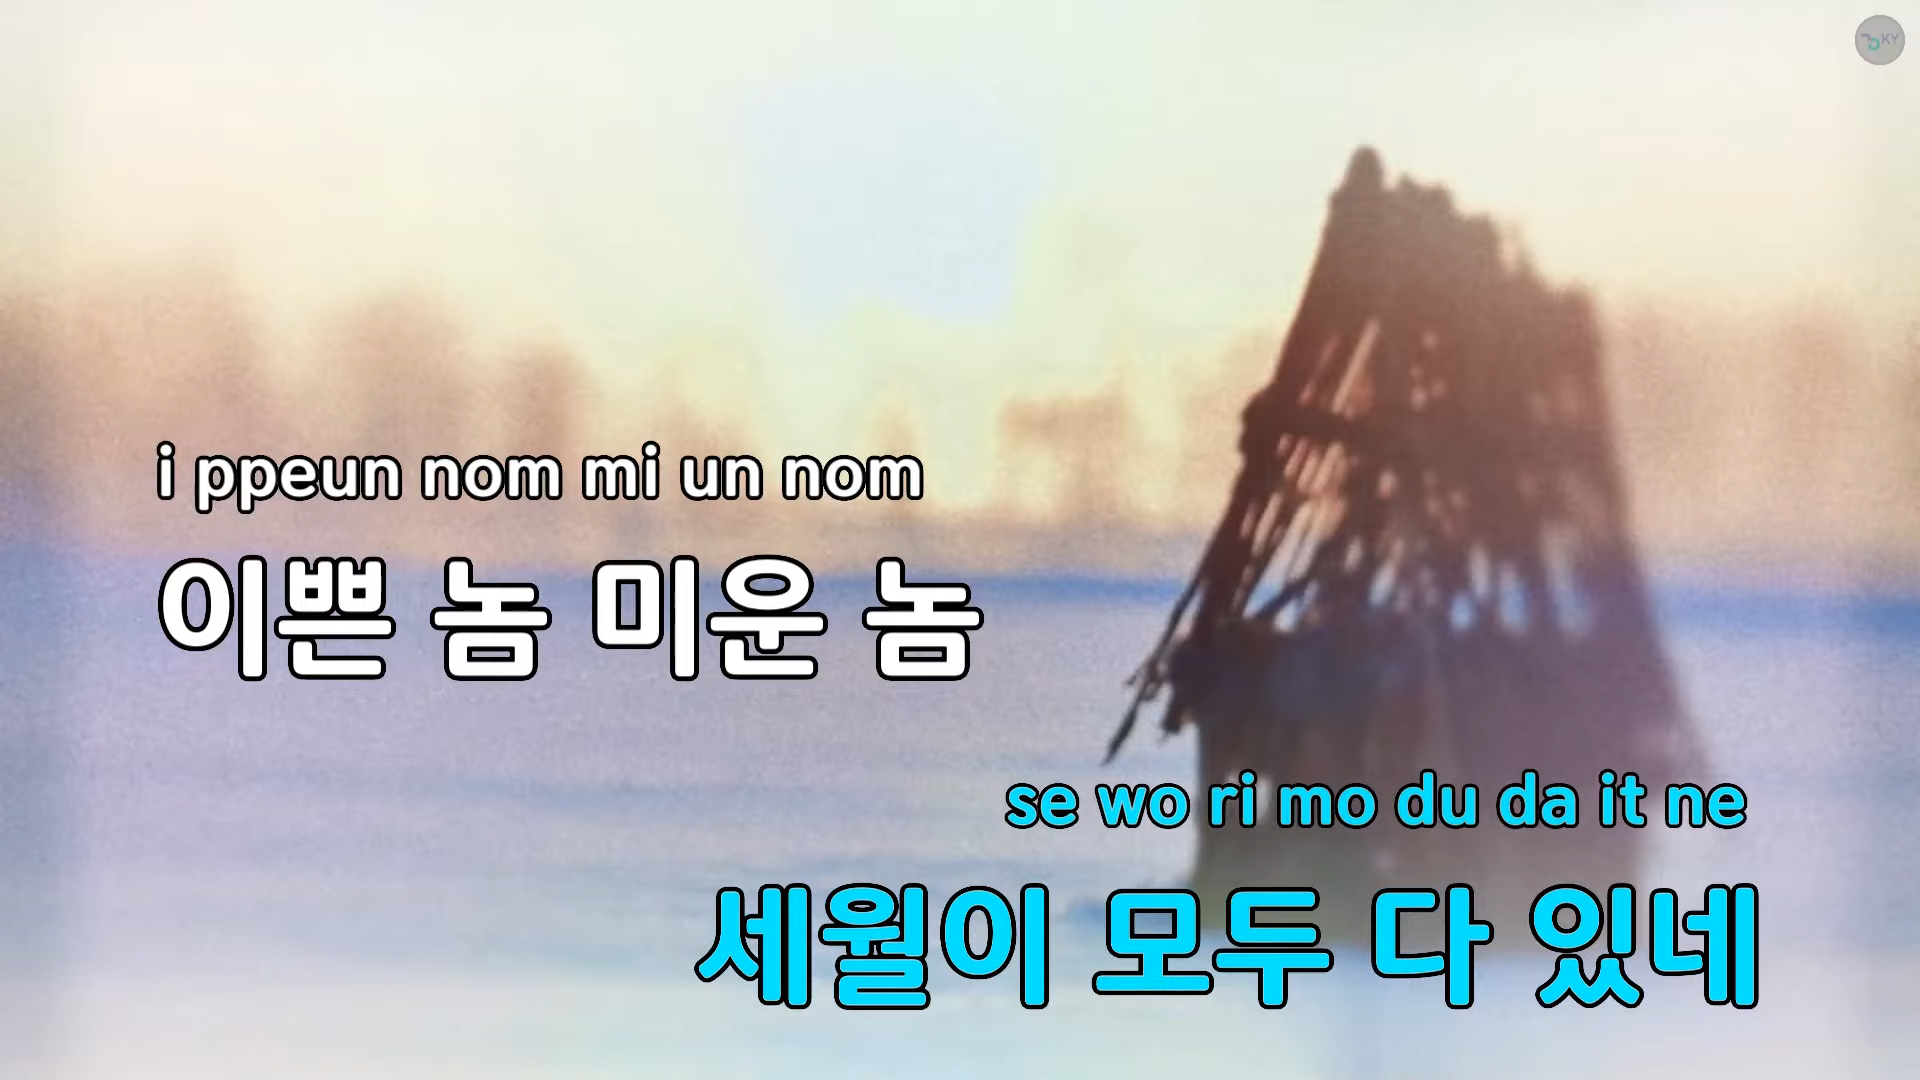 KY
i ppeun nom mi un nom
이쁜 놈 미운 놈
se wo ri mo du da it ne
세월이 모두 다 있네